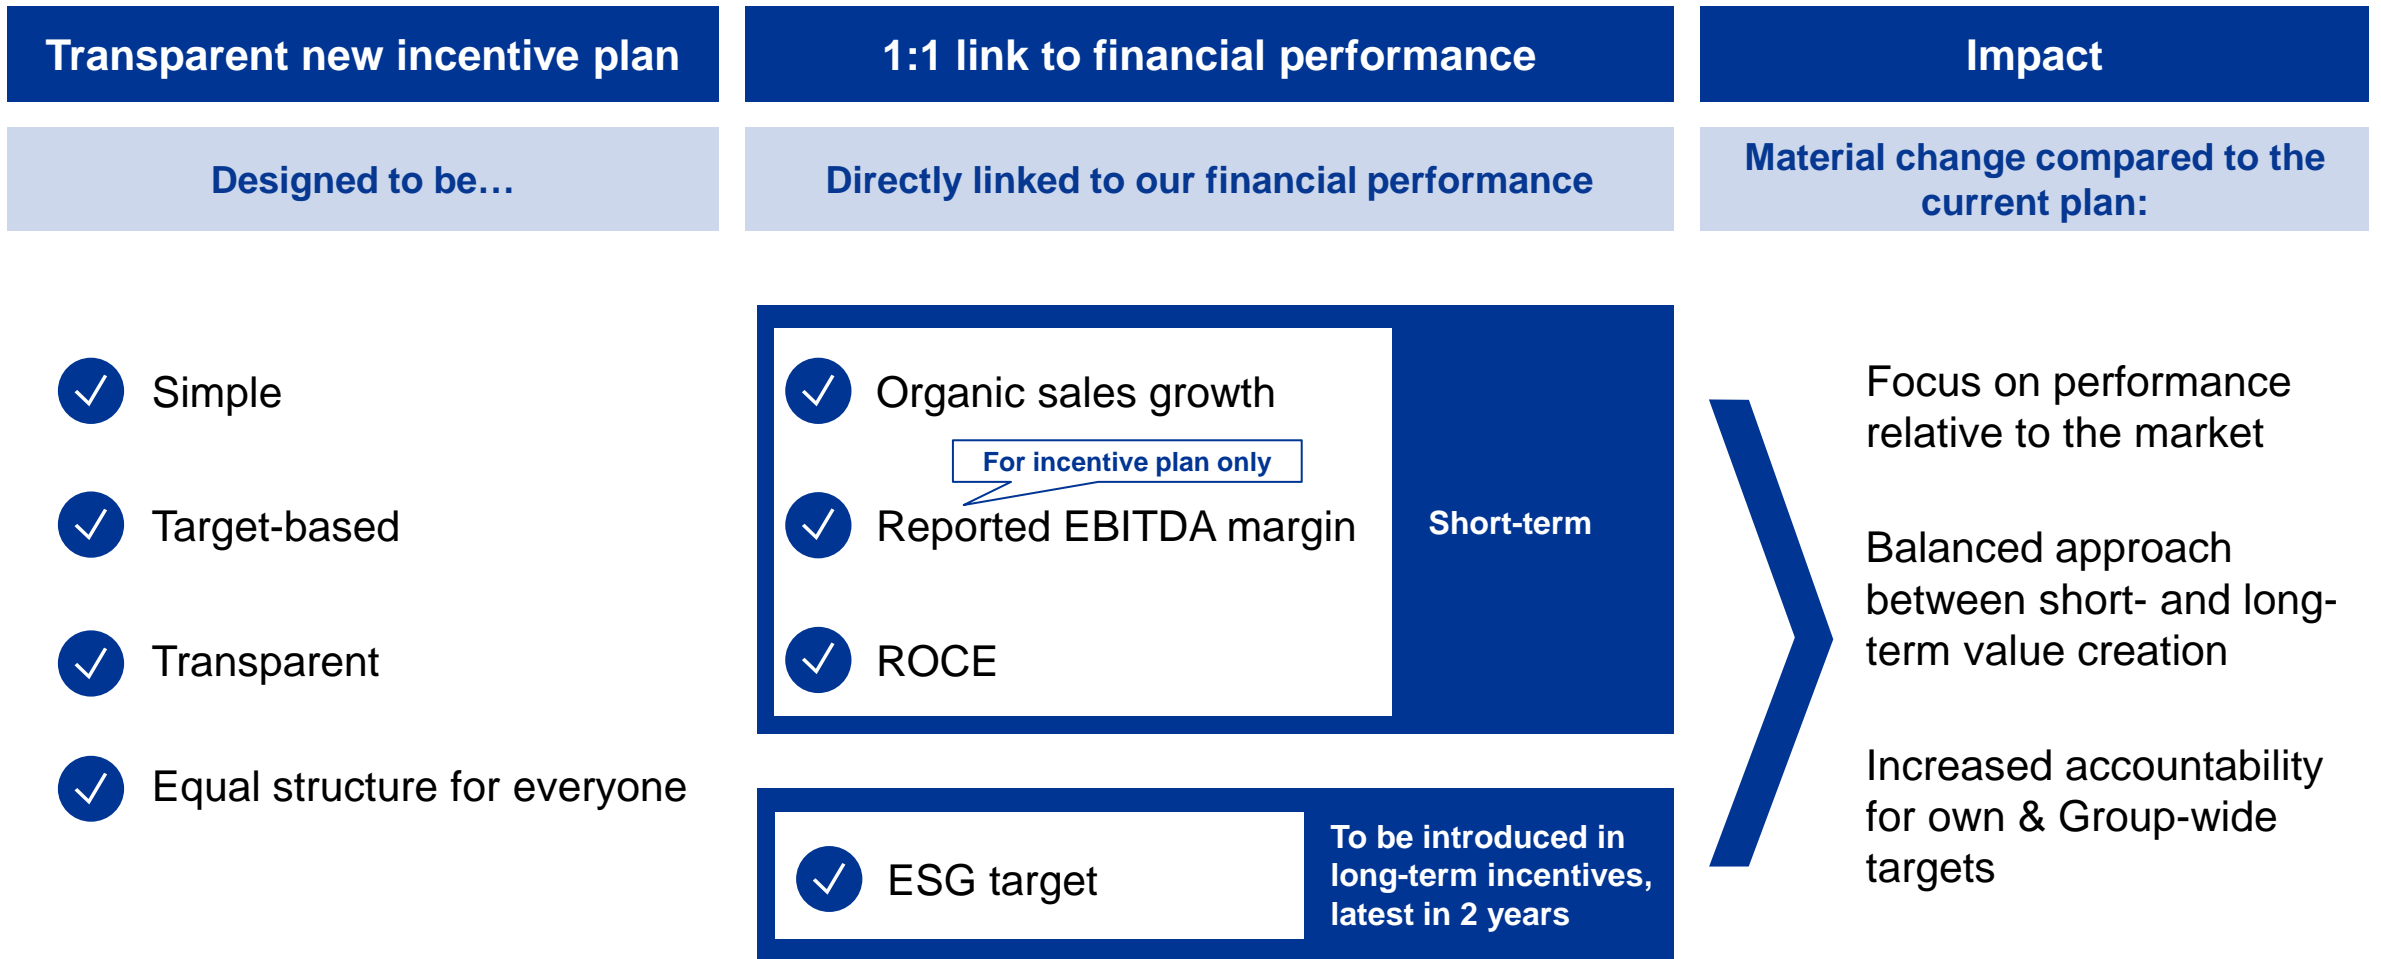 Transparent new incentive plan
Designed to be…
Simple
Target-based
Transparent
Equal structure for everyone
1:1 link to financial performance
Directly linked to our financial performance
Organic sales growth
For incentive plan only
Reported EBITDA margin
ROCE
Short-term
ESG target
To be introduced in
long-term incentives,
latest in 2 years
Impact
Material change compared to the
current plan:
Focus on performance
relative to the market
Balanced approach
between short- and long-
term value creation
Increased accountability
for own & Group-wide
targets